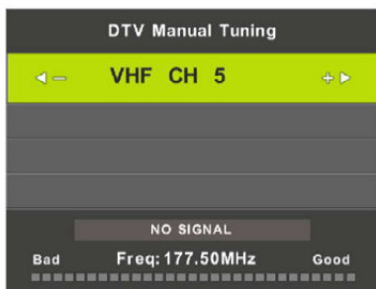 DTV Manual Tuning
VHF CH 5
NO SIGNAL
Bad Freq:177.50MHz Good